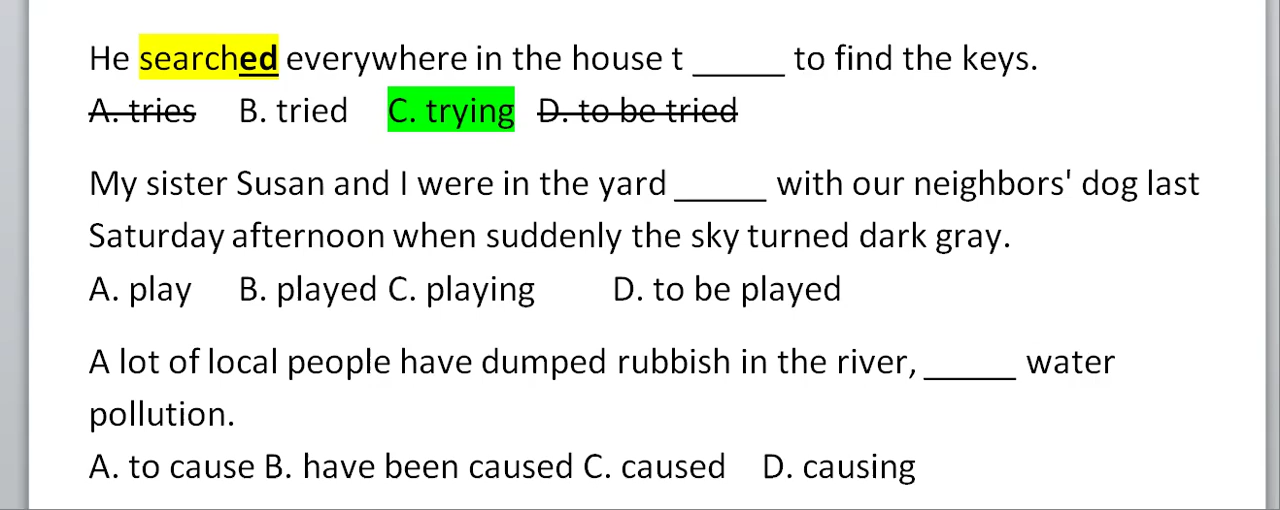 He searched everywhere in the house t _____ to find the keys.
A. tries B. tried C. trying D. to be tried
My sister Susan and I were in the yard _____ with our neighbors' dog last
Saturday afternoon when suddenly the sky turned dark gray.
A. play B. played C. playing D. to be played
A lot of local people have dumped rubbish in the river, _____ water
pollution.
A. to cause B. have been caused C. caused D. causing